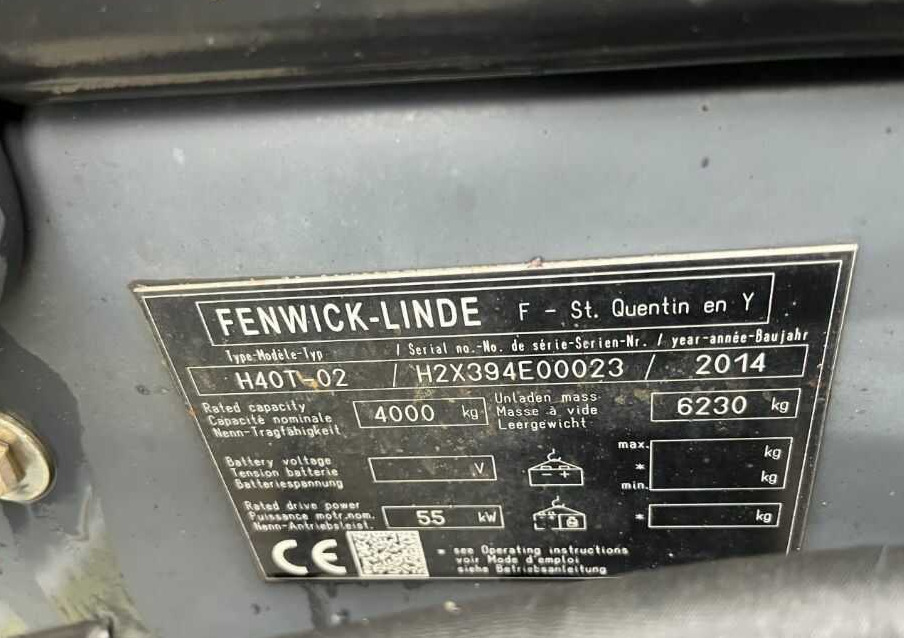 FENWICK-LINDE F - St. Quentin en Y
Type-Modèle-Typ / Serial no.-No. de série-Serien-Nr. / year-année-Baujahr
H40T-02 / H2X394E00023 / 2014
Rated capacity
Capacité nominale
Nenn-Tragfähigkeit
4000 kg
Unladen mass
Masse à vide
Leergewicht
6230 kg
Battery voltage
Tension batterie
Batteriespannung
V
- +
max.
*
min.
kg
kg
Rated drive power
Puissance motr.nom.
Nenn-Antriebsleist.
55 kW
* kg
CE
* see Operating instructions
voir Mode d'emploi
siehe Betriebsanleitung